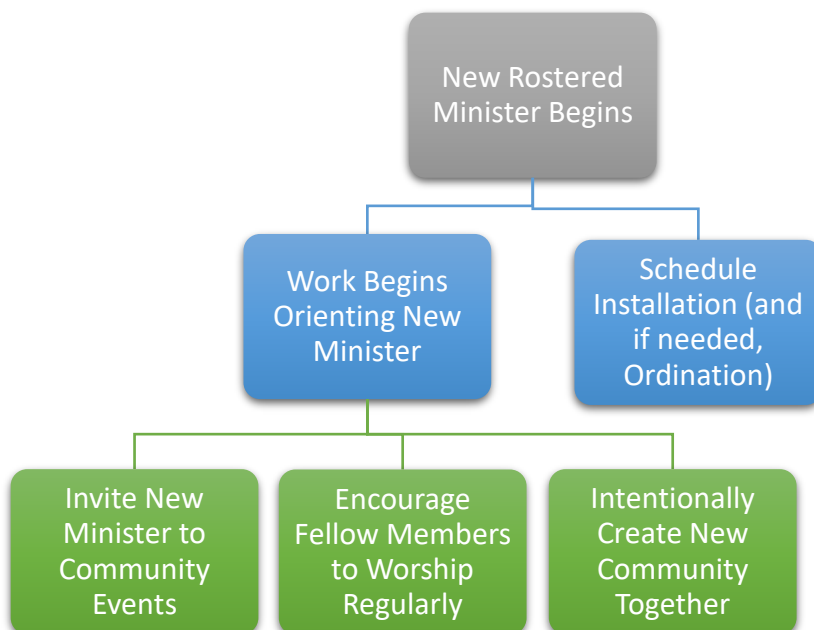 New Rostered
Minister Begins
Work Begins
Orienting New
Minister
Schedule
Installation (and
if needed,
Ordination)
Invite New
Minister to
Community
Events
Encourage
Fellow Members
to Worship
Regularly
Intentionally
Create New
Community
Together